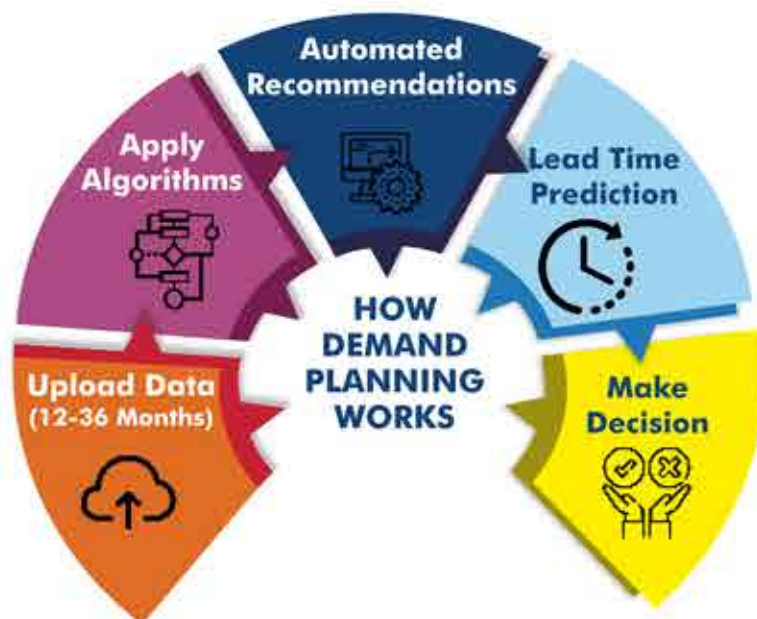 Automated
Recommendations
Apply
Algorithms
Lead Time
Prediction
HOW
DEMAND
PLANNING
WORKS
Upload Data
(12-36 Months)
Make
Decision